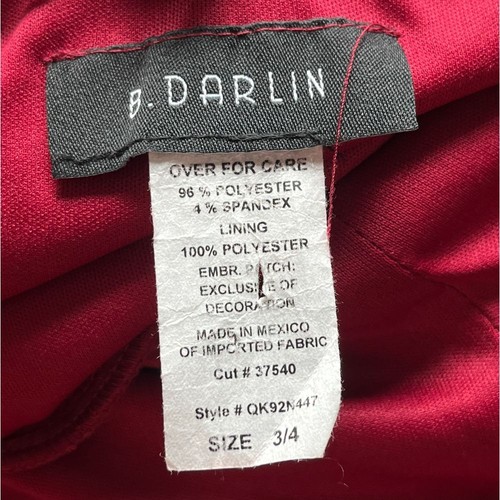 B. DARLIN
OVER FOR CARE
96 % POLYESTER
4 % SPANDEX
LINING
100% POLYESTER
EMBR. PATCH:
EXCLUSIVE OF
DECORATION
MADE IN MEXICO
OF IMPORTED FABRIC
Cut # 37540
Style # QK92N447
SIZE 3/4